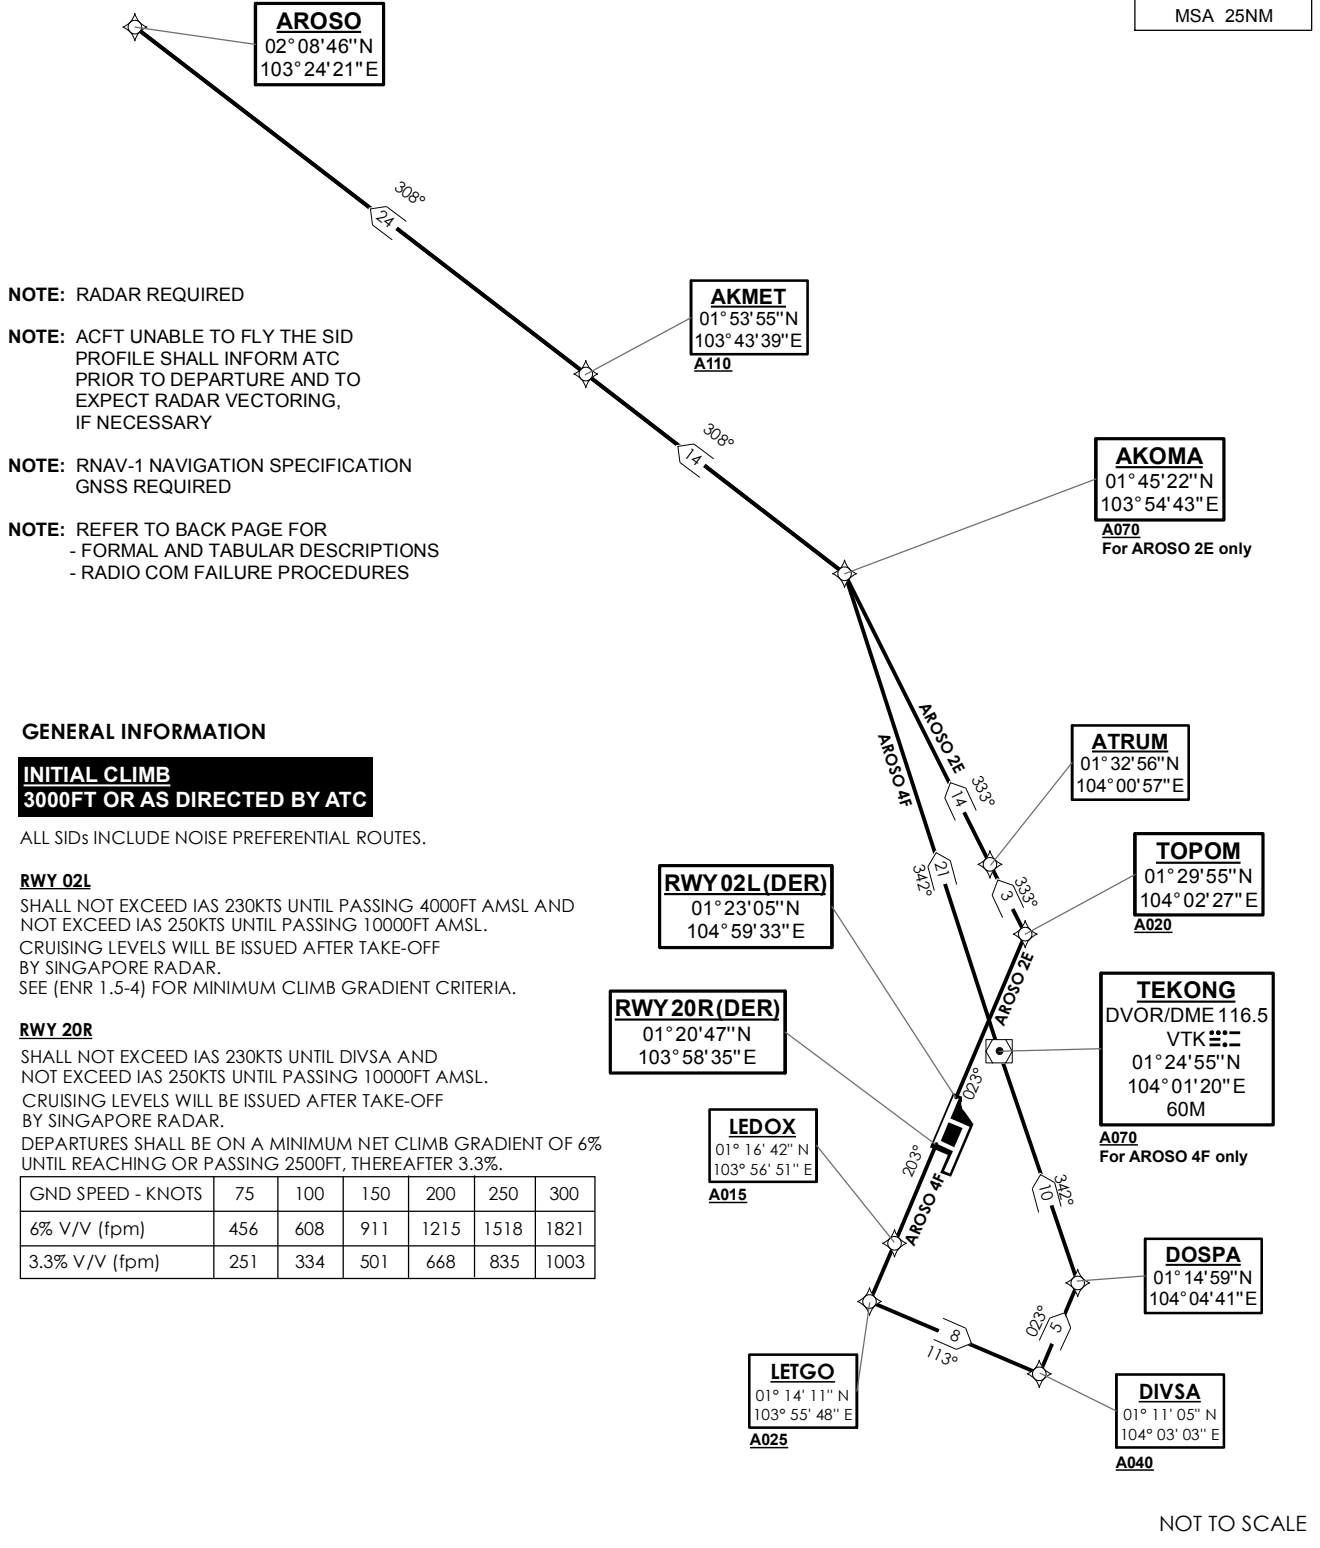 MSA 25NM
AROSO
02°08'46''N
103°24'21"E
308°
24
NOTE: RADAR REQUIRED
NOTE: ACFT UNABLE TO FLY THE SID
PROFILE SHALL INFORM ATC
PRIOR TO DEPARTURE AND TO
EXPECT RADAR VECTORING,
IF NECESSARY
NOTE: RNAV-1 NAVIGATION SPECIFICATION
GNSS REQUIRED
NOTE: REFER TO BACK PAGE FOR
- FORMAL AND TABULAR DESCRIPTIONS
- RADIO COM FAILURE PROCEDURES
AKMET
01°53'55''N
103°43'39"E
A110
308°
14
AKOMA
01°45'22''N
103°54'43"E
A070
For AROSO 2E only
AROSO 2E
AROSO 4F
333°
14
21
342°
333°
3
ATRUM
01°32'56"N
104°00'57"E
TOPOM
01°29'55''N
104°02'27"E
A020
GENERAL INFORMATION
INITIAL CLIMB
3000FT OR AS DIRECTED BY ATC
ALL SIDs INCLUDE NOISE PREFERENTIAL ROUTES.
RWY 02L
SHALL NOT EXCEED IAS 230KTS UNTIL PASSING 4000FT AMSL AND
NOT EXCEED IAS 250KTS UNTIL PASSING 10000FT AMSL.
CRUISING LEVELS WILL BE ISSUED AFTER TAKE-OFF
BY SINGAPORE RADAR.
SEE (ENR 1.5-4) FOR MINIMUM CLIMB GRADIENT CRITERIA.
RWY 20R
SHALL NOT EXCEED IAS 230KTS UNTIL DIVSA AND
NOT EXCEED IAS 250KTS UNTIL PASSING 10000FT AMSL.
CRUISING LEVELS WILL BE ISSUED AFTER TAKE-OFF
BY SINGAPORE RADAR.
DEPARTURES SHALL BE ON A MINIMUM NET CLIMB GRADIENT OF 6%
UNTIL REACHING OR PASSING 2500FT, THEREAFTER 3.3%.
GND SPEED - KNOTS 75 100 150 200 250 300
6% V/V (fpm) 456 608 911 1215 1518 1821
3.3% V/V (fpm) 251 334 501 668 835 1003
RWY02L(DER)
01°23'05''N
104°59'33"E
RWY20R(DER)
01°20'47''N
103°58'35"E
AROSO 2E
023°
TEKONG
DVOR/DME 116.5
VTK
01°24'55''N
104°01'20"E
60M
A070
For AROSO 4F only
LEDOX
01° 16' 42" N
103° 56' 51" E
A015
203°
AROSO 4F
342°
10
DOSPA
01°14'59''N
104°04'41"E
023°
5
8
113°
LETGO
01° 14' 11" N
103° 55' 48" E
A025
DIVSA
01° 11' 05" N
104° 03' 03" E
A040
NOT TO SCALE